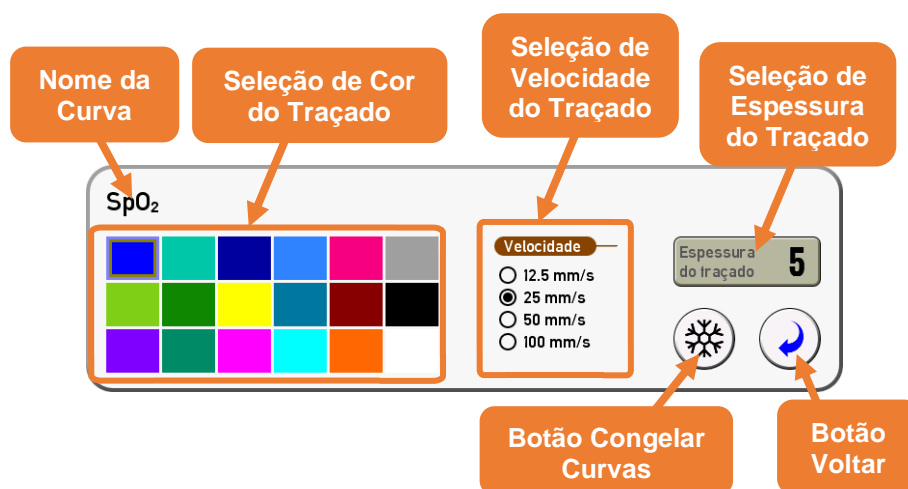 Nome da
Curva
Seleção de Cor
do Traçado
Seleção de
Velocidade
do Traçado
Seleção de
Espessura
do Traçado
SpO₂
Velocidade
12.5 mm/s
25 mm/s
50 mm/s
100 mm/s
Espessura
do traçado
5
Botão Congelar
Curvas
Botão
Voltar